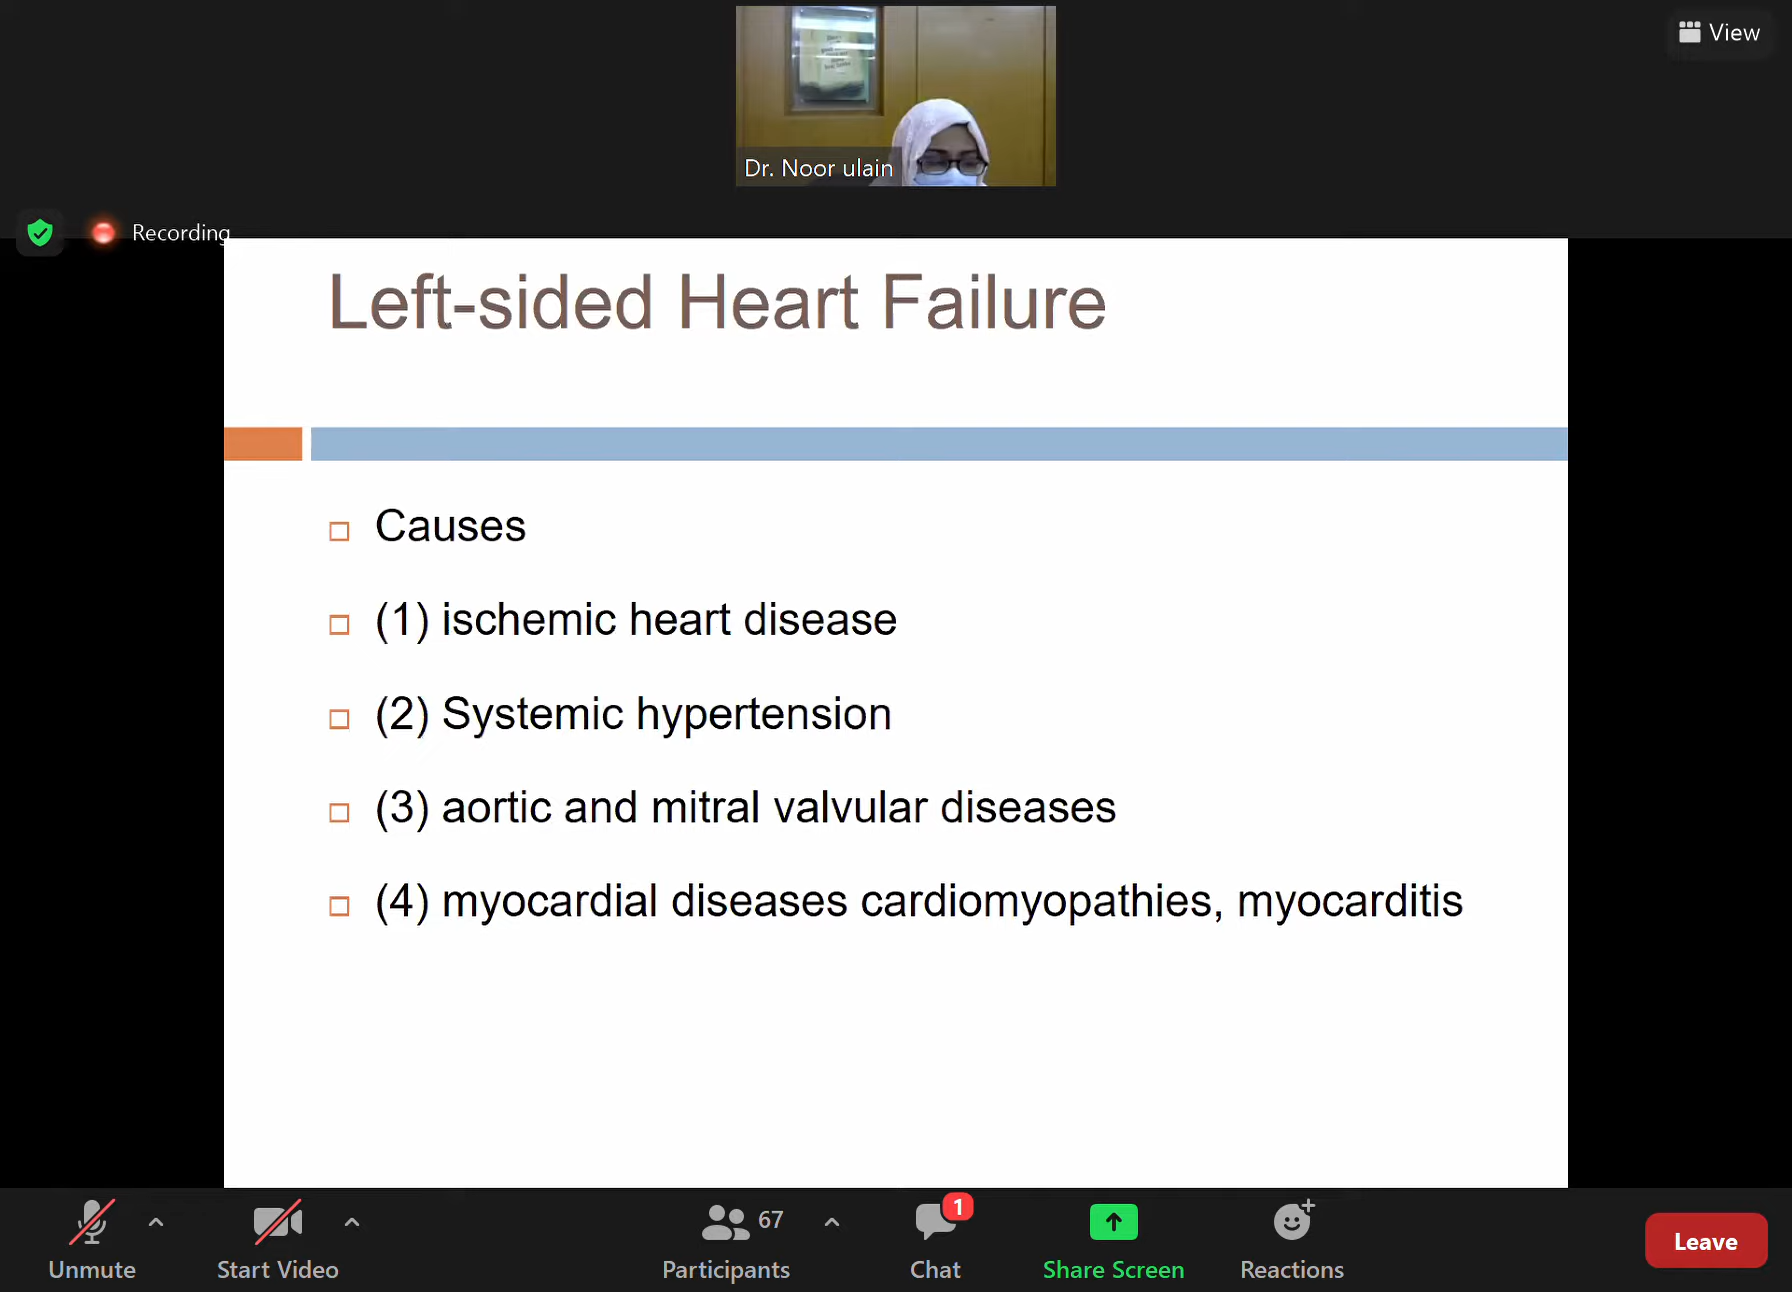 View
Dr. Noor ulain
Recording
Left-sided Heart Failure
Causes
(1) ischemic heart disease
(2) Systemic hypertension
(3) aortic and mitral valvular diseases
(4) myocardial diseases cardiomyopathies, myocarditis
67
1
Unmute
Start Video
Participants
Chat
Share Screen
Reactions
Leave